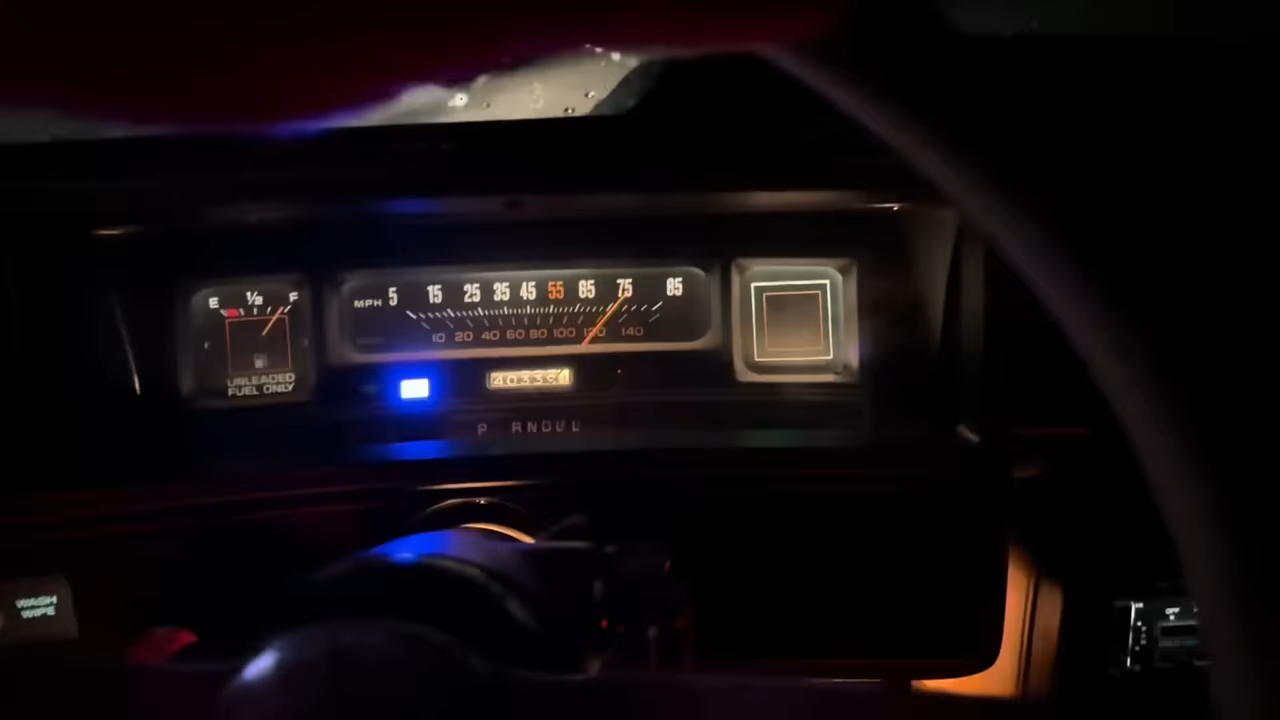 E ½ F
UNLEADED
FUEL ONLY
MPH 5 15 25 35 45 55 65 75 85
10 20 40 60 80 100 120 140
P RNDUL
WASH
WIPE
OFF